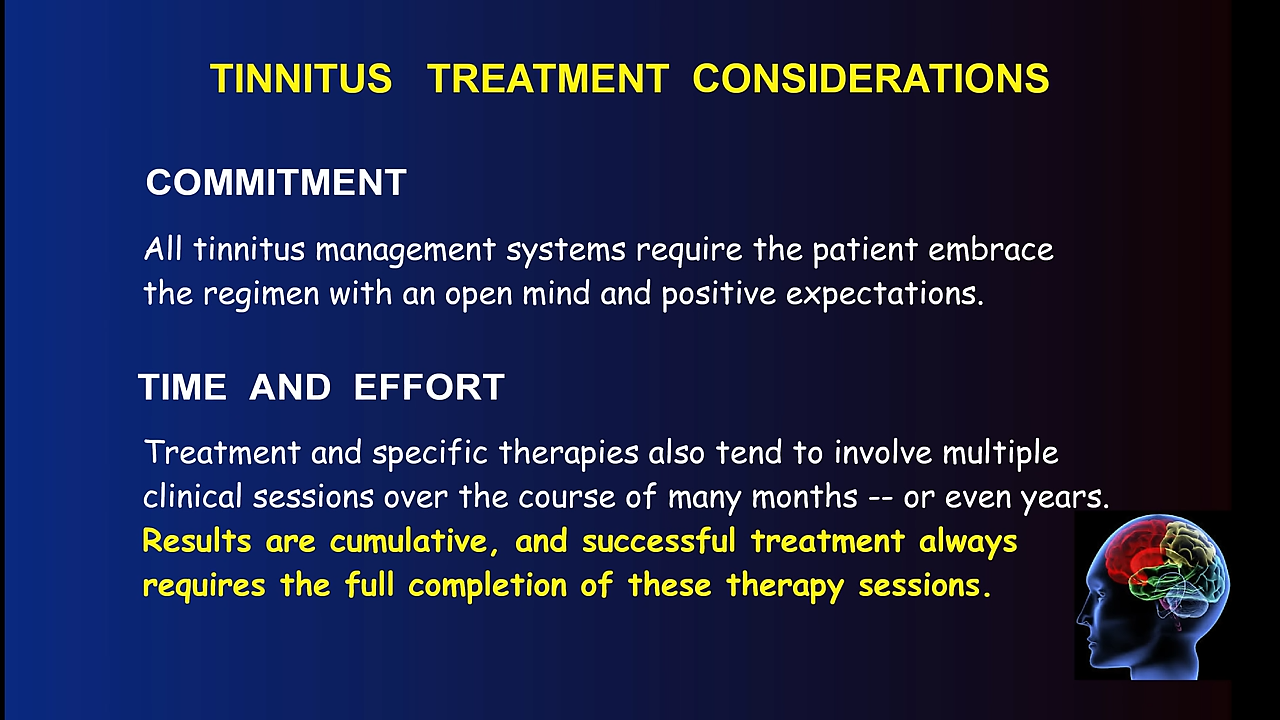 TINNITUS TREATMENT CONSIDERATIONS
COMMITMENT
All tinnitus management systems require the patient embrace
the regimen with an open mind and positive expectations.
TIME AND EFFORT
Treatment and specific therapies also tend to involve multiple
clinical sessions over the course of many months -- or even years.
Results are cumulative, and successful treatment always
requires the full completion of these therapy sessions.